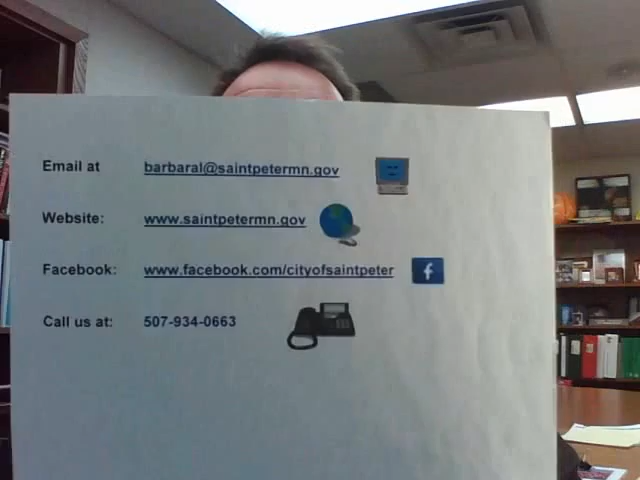 Email at barbaral@saintpetermn.gov
Website: www.saintpetermn.gov
Facebook: www.facebook.com/cityofsaintpeter
Call us at: 507-934-0663